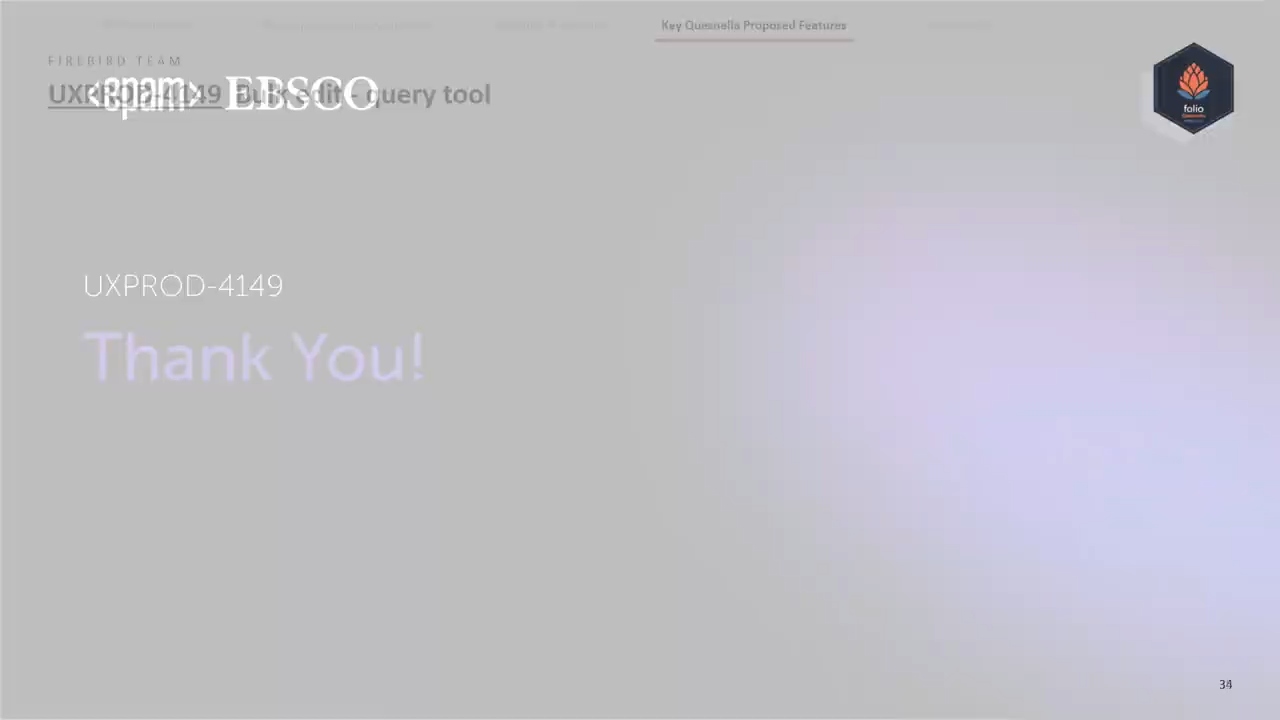 Key Quesnella Proposed Features
FIREBIRD TEAM
UXPROD-4149 Bulk edit - query tool
<epam> EBSCO
folio
UXPROD-4149
Thank You!
34